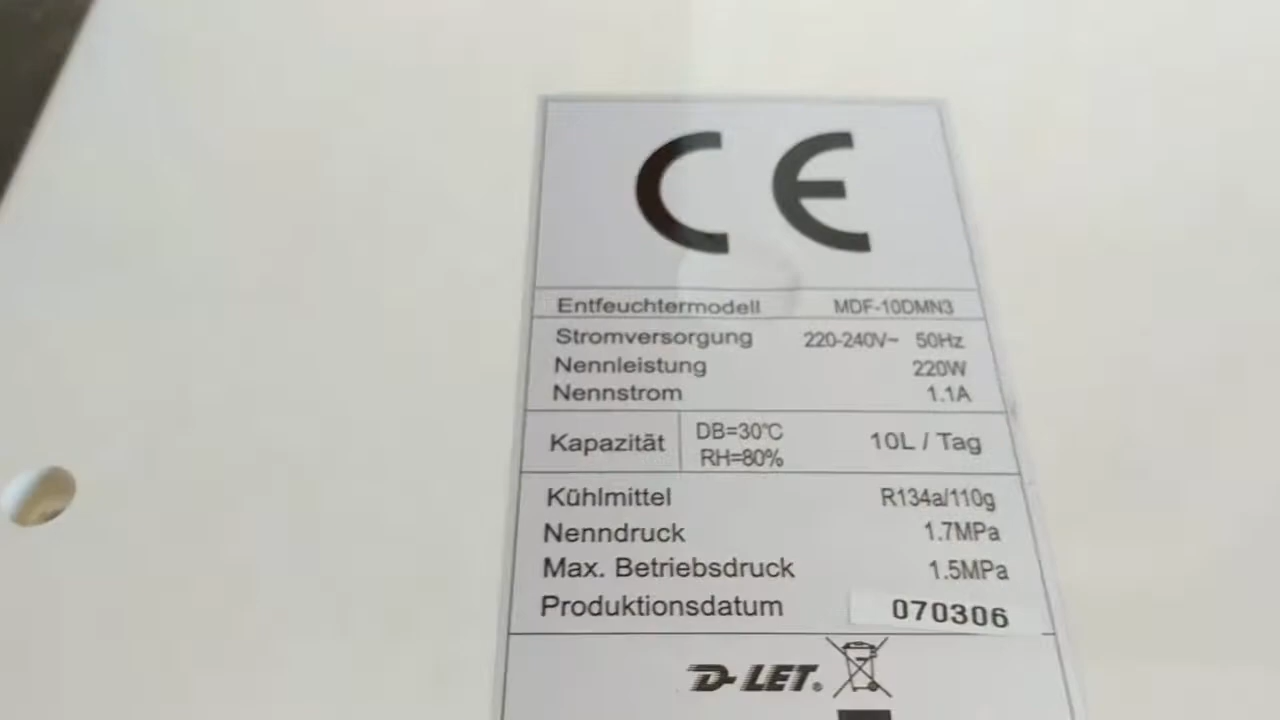 CE
Entfeuchtermodell MDF-10DMN3
Stromversorgung 220-240V~ 50Hz
Nennleistung 220W
Nennstrom 1.1A
Kapazität DB=30℃ RH=80% 10L / Tag
Kühlmittel R134a/110g
Nenndruck 1.7MPa
Max. Betriebsdruck 1.5MPa
Produktionsdatum 070306
D-LET®